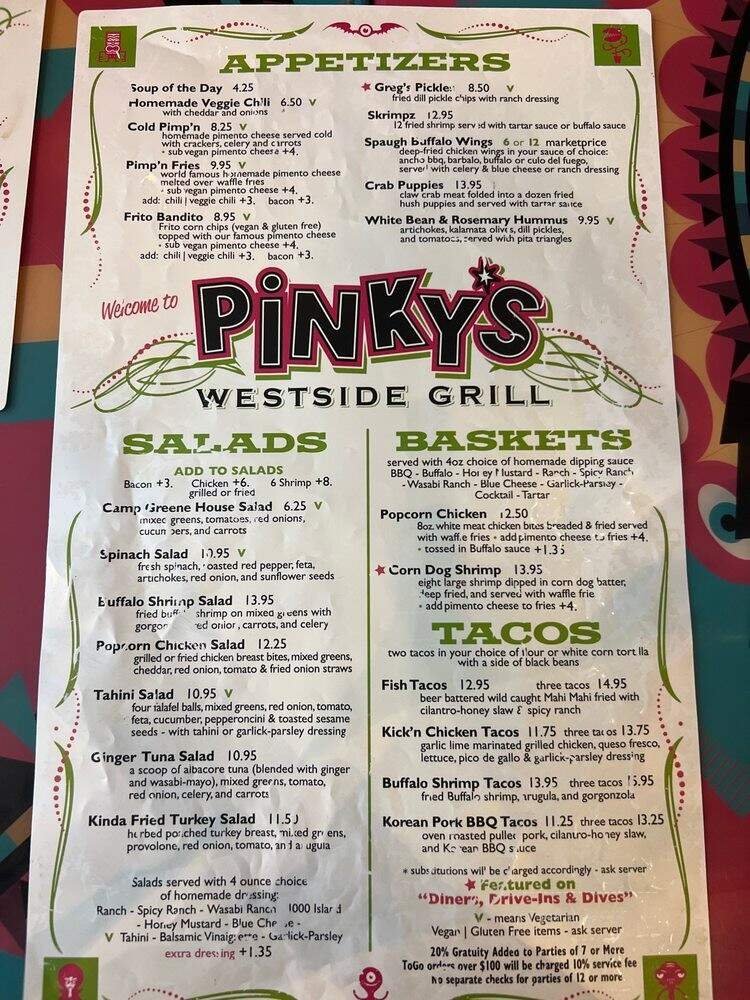 APPETIZERS
Soup of the Day 4.25
Homemade Veggie Chili 6.50 V
with cheddar and onions
Cold Pimp'n 8.25 V
homemade pimento cheese served cold
with crackers, celery and carrots
• sub vegan pimento cheese +4.
Pimp'n Fries 9.95 V
world famous homemade pimento cheese
melted over waffle fries
• sub vegan pimento cheese +4.
add: chili | veggie chili +3. bacon +3.
Frito Bandito 8.95 V
Frito corn chips (vegan & gluten free)
topped with our famous pimento cheese
• sub vegan pimento cheese +4.
add: chili | veggie chili +3. bacon +3.
★ Greg's Pickles 8.50 V
fried dill pickle chips with ranch dressing
Skrimpz 12.95
12 fried shrimp served with tartar sauce or buffalo sauce
Spaugh Buffalo Wings 6 or 12 marketprice
deep-fried chicken wings in your sauce of choice:
ancho bbq, barbalo, buffalo or culo del fuego,
served with celery & blue cheese or ranch dressing
Crab Puppies 13.95
claw crab meat folded into a dozen fried
hush puppies and served with tartar sauce
White Bean & Rosemary Hummus 9.95 V
artichokes, kalamata olives, dill pickles,
and tomatoes, served with pita triangles
Welcome to
PINKY'S
WESTSIDE GRILL
SALADS
ADD TO SALADS
Bacon +3. Chicken +6. 6 Shrimp +8.
grilled or fried
Camp Greene House Salad 6.25 V
mixed greens, tomatoes, red onions,
cucumbers, and carrots
Spinach Salad 10.95 V
fresh spinach, roasted red pepper, feta,
artichokes, red onion, and sunflower seeds
Buffalo Shrimp Salad 13.95
fried buffalo shrimp on mixed greens with
gorgonzola, red onion, carrots, and celery
Popcorn Chicken Salad 12.25
grilled or fried chicken breast bites, mixed greens,
cheddar, red onion, tomato & fried onion straws
Tahini Salad 10.95 V
four falafel balls, mixed greens, red onion, tomato,
feta, cucumber, pepperoncini & toasted sesame
seeds - with tahini or garlick-parsley dressing
Ginger Tuna Salad 10.95
a scoop of albacore tuna (blended with ginger
and wasabi-mayo), mixed greens, tomato,
red onion, celery, and carrots
Kinda Fried Turkey Salad 11.50
herbed poached turkey breast, mixed greens,
provolone, red onion, tomato, and arugula
Salads served with 4 ounce choice
of homemade dressing:
Ranch - Spicy Ranch - Wasabi Ranch 1000 Island
- Honey Mustard - Blue Cheese -
V Tahini - Balsamic Vinaigrette - Garlick-Parsley
extra dressing +1.35
BASKETS
served with 4oz choice of homemade dipping sauce
BBQ - Buffalo - Honey Mustard - Ranch - Spicy Ranch
- Wasabi Ranch - Blue Cheese - Garlick-Parsley -
Cocktail - Tartar
Popcorn Chicken 12.50
8oz. white meat chicken bites breaded & fried served
with waffle fries • add pimento cheese to fries +4.
• tossed in Buffalo sauce +1.35
★ Corn Dog Shrimp 13.95
eight large shrimp dipped in corn dog batter,
deep fried, and served with waffle frie
• add pimento cheese to fries +4.
TACOS
two tacos in your choice of flour or white corn tortilla
with a side of black beans
Fish Tacos 12.95 three tacos 14.95
beer battered wild caught Mahi Mahi fried with
cilantro-honey slaw & spicy ranch
Kick'n Chicken Tacos 11.75 three tacos 13.75
garlic lime marinated grilled chicken, queso fresco,
lettuce, pico de gallo & garlick-parsley dressing
Buffalo Shrimp Tacos 13.95 three tacos 15.95
fried Buffalo shrimp, arugula, and gorgonzola
Korean Pork BBQ Tacos 11.25 three tacos 13.25
oven roasted pulled pork, cilantro-honey slaw,
and Korean BBQ sauce
* substitutions will be charged accordingly - ask server
★ Featured on
"Diners, Drive-Ins & Dives"
V - means Vegetarian
Vegan | Gluten Free items - ask server
20% Gratuity Added to Parties of 7 or More
ToGo orders over $100 will be charged 10% service fee
no separate checks for parties of 12 or more